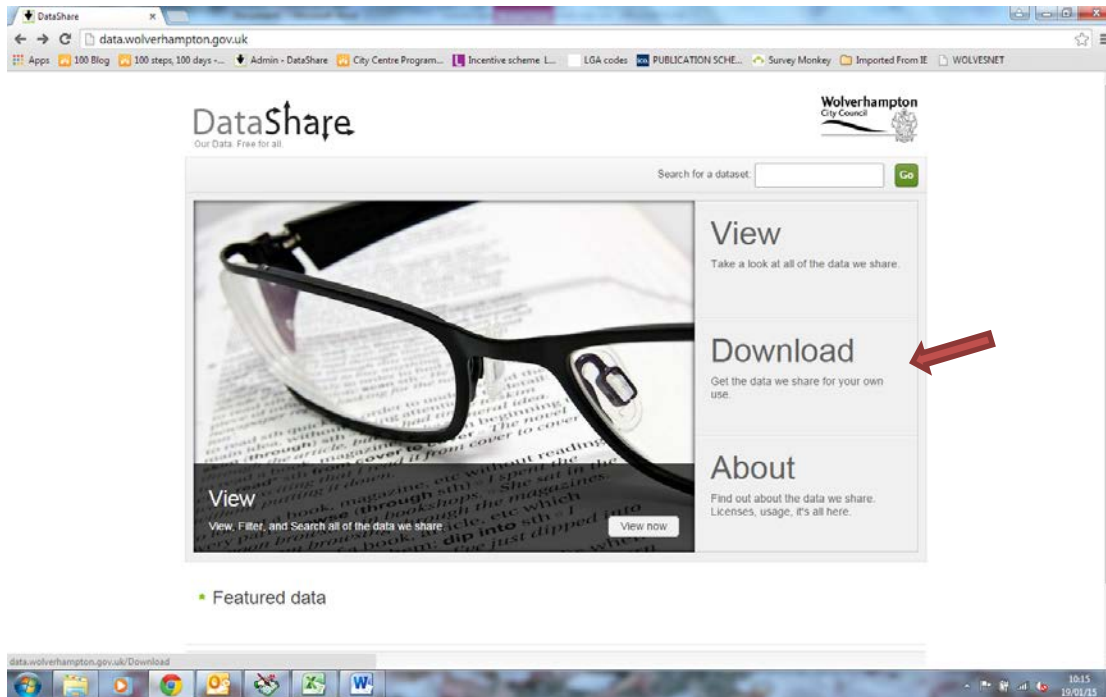 DataShare
data.wolverhampton.gov.uk
Apps 100 Blog 100 steps, 100 days -... Admin - DataShare City Centre Program... Incentive scheme L... LGA codes PUBLICATION SCHE... Survey Monkey Imported From IE WOLVESNET
DataShare
Our Data. Free for all.
Wolverhampton
City Council
Search for a dataset:
Go
View
Take a look at all of the data we share.
Download
Get the data we share for your own
use.
About
Find out about the data we share.
Licenses, usage, it's all here.
View
View, Filter, and Search all of the data we share.
View now
Featured data
data.wolverhampton.gov.uk/Download
10:15
19/01/15